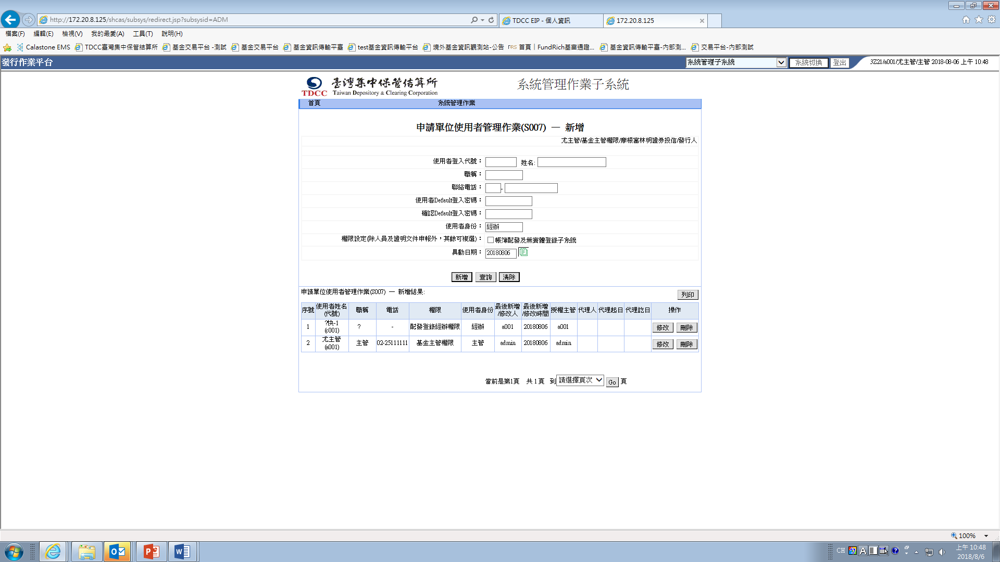 http://172.20.8.125/shcas/subsys/redirect.jsp?subsysid=ADM
TDCC EIP - 個人資訊
172.20.8.125
檔案(F) 編輯(E) 檢視(V) 我的最愛(A) 工具(T) 說明(H)
Calastone EMS TDCC臺灣集中保管結算所 基金交易平台 -測試 基金交易平台 基金資訊傳輸平臺 test基金資訊傳輸平台 境外基金資訊觀測站-公告 FRS 首頁 | FundRich基富通證... 基金資訊傳輸平臺-內部測... 交易平台-內部測試
發行作業平台 系統管理子系統 系統切換 登出 3Z21/a001/尤主管/主管 2018-08-06 上午 10:48
TDCC 臺灣集中保管結算所
Taiwan Depository & Clearing Corporation
系統管理作業子系統
首頁 系統管理作業
申請單位使用者管理作業(S007) — 新增
尤主管/基金主管權限/摩根富林明證券投信/發行人
使用者登入代號： 姓名:
職稱：
聯絡電話： -
使用者Default登入密碼：
確認Default登入密碼：
使用者身份： 經辦
權限設定(除人員及證明文件申報外，其餘可複選)： 帳簿配發及無實體登錄子系統
異動日期： 20180806
新增 查詢 清除
申請單位使用者管理作業(S007) — 新增結果:
列印
序號 使用者姓名(代號) 職稱 電話 權限 使用者身份 最後新增/修改人 最後新增/修改時間 授權主管 代理人 代理起日 代理訖日 操作
1 ?快-1 (c001) ? - 配發登錄經辦權限 經辦 a001 20180806 a001 修改 刪除
2 尤主管 (a001) 主管 02-25111111 基金主管權限 主管 admin 20180806 admin 修改 刪除
當前是第1頁 共 1 頁 到 請選擇頁次 Go 頁
100%
CH
上午 10:48
2018/8/6